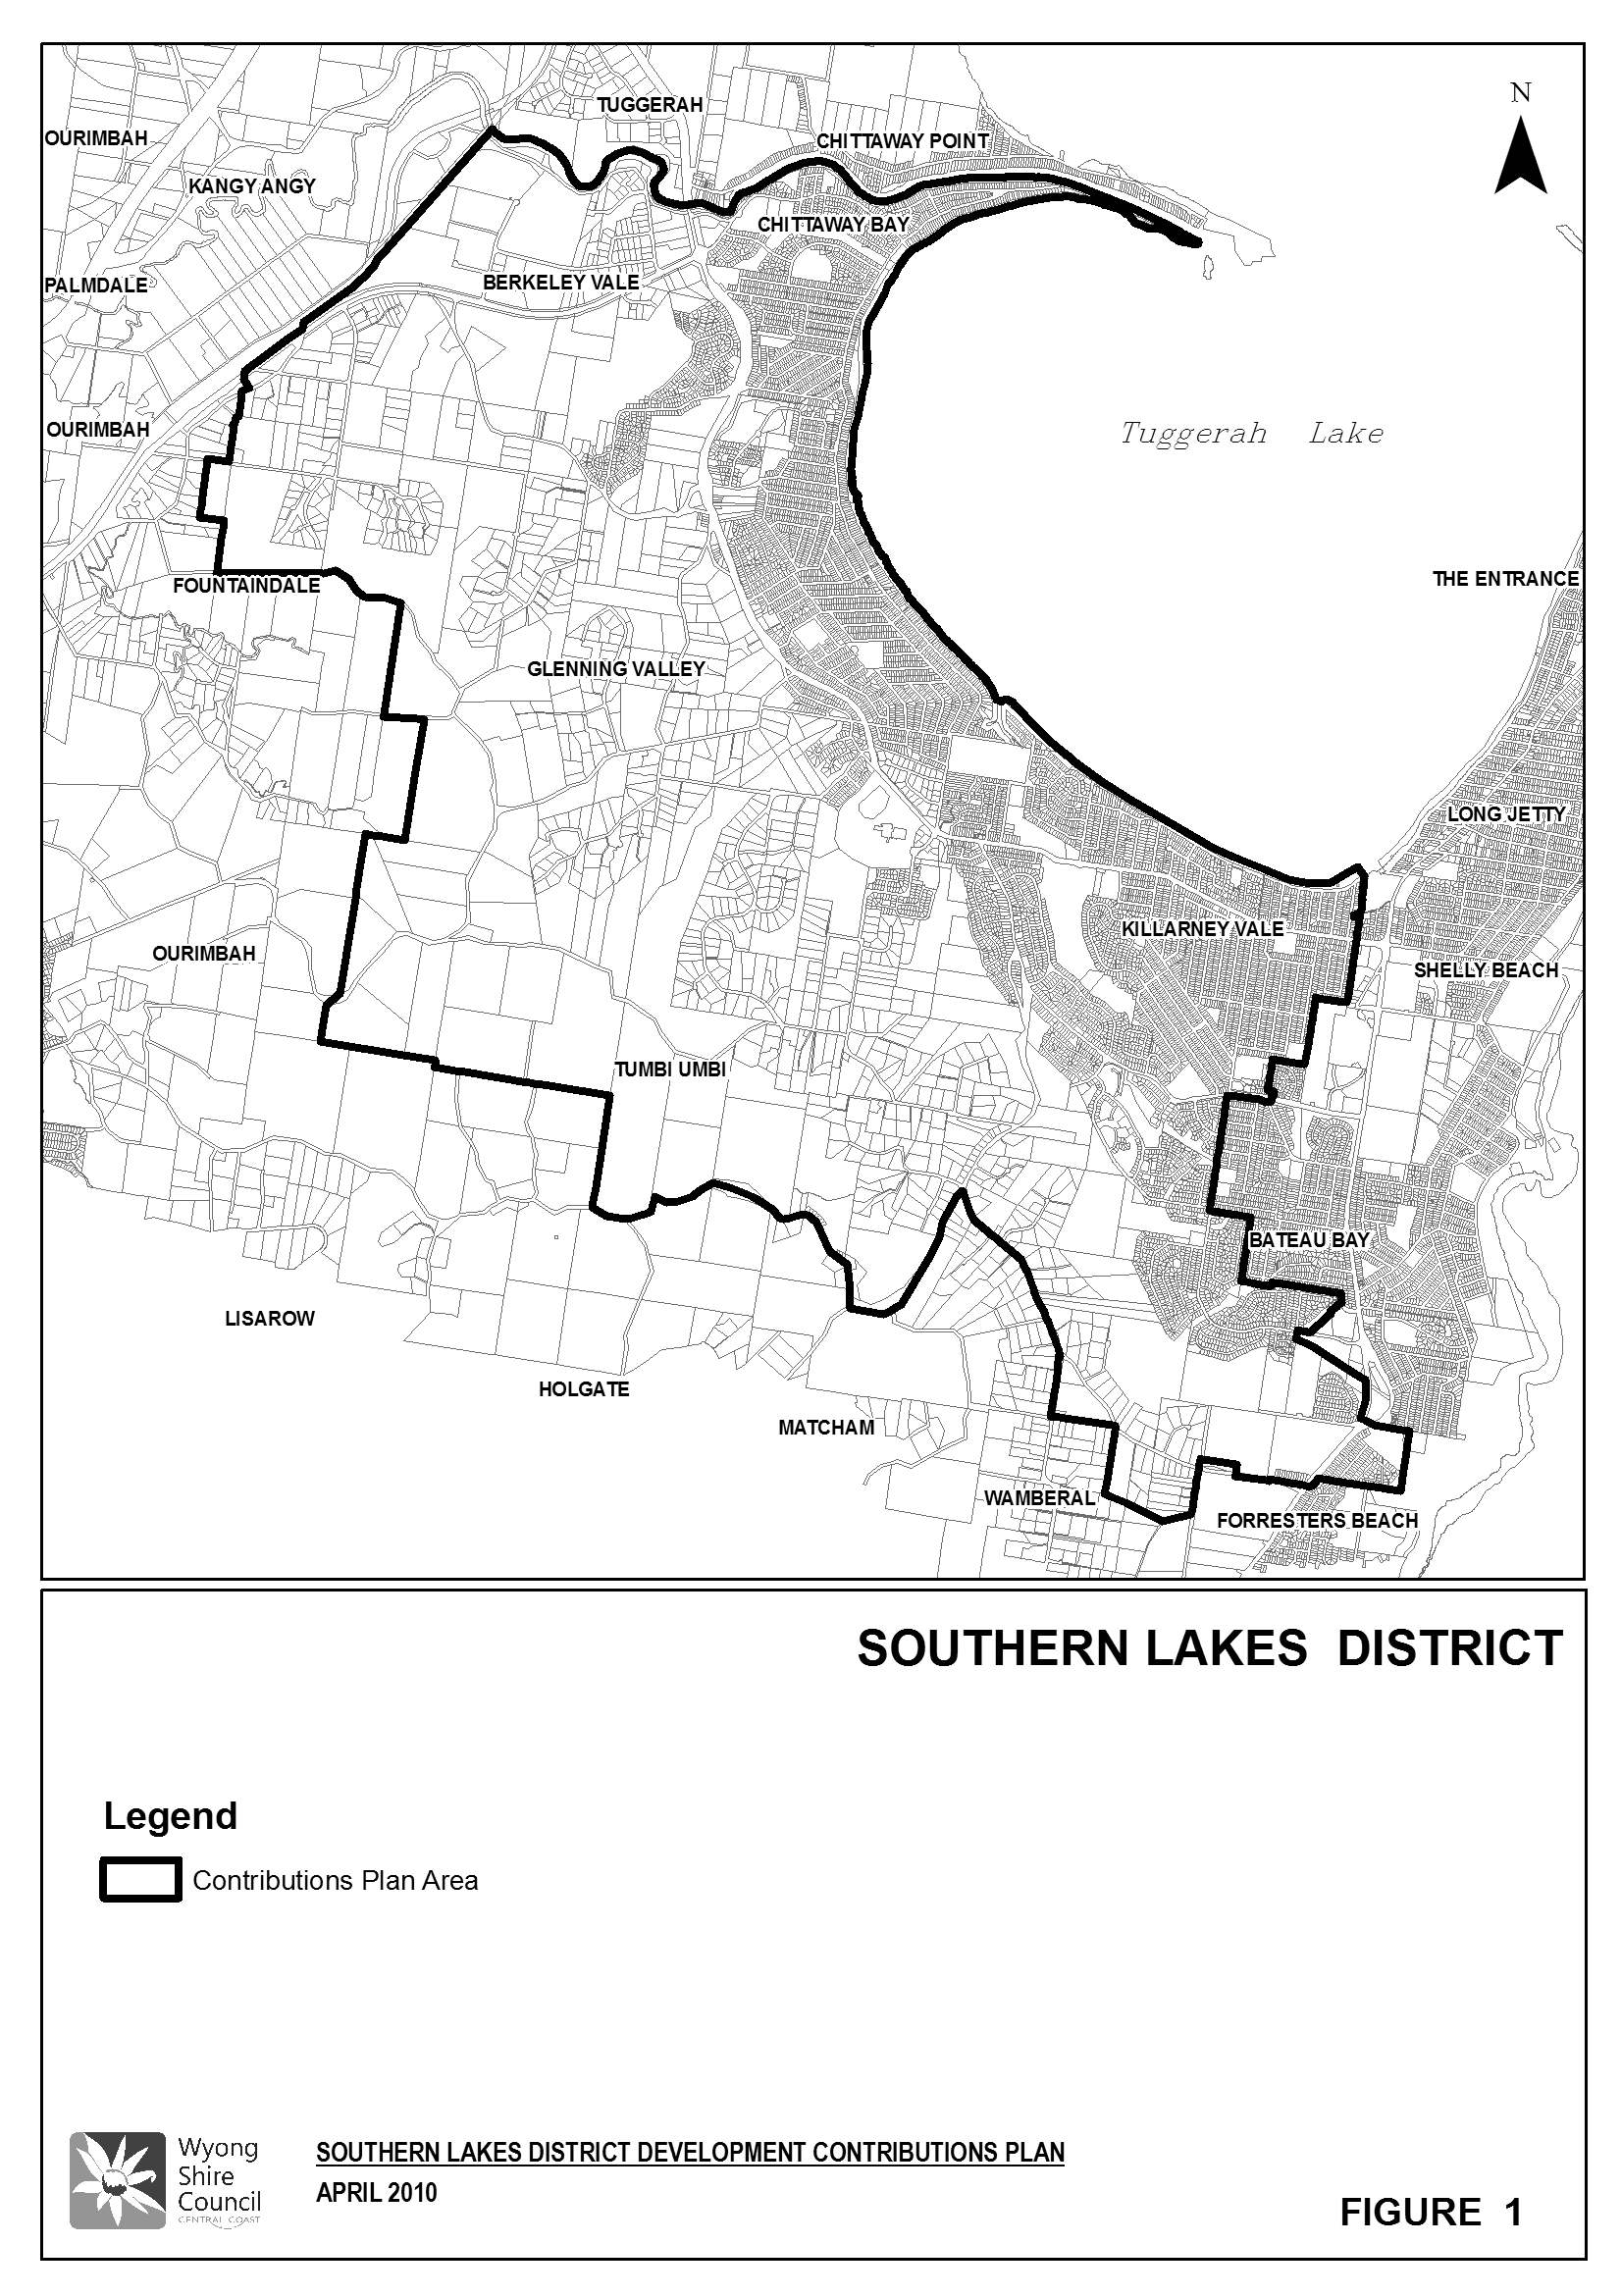 N
TUGGERAH
OURIMBAH
CHITTAWAY POINT
KANGY ANGY
CHITTAWAY BAY
PALMDALE
BERKELEY VALE
OURIMBAH
Tuggerah Lake
THE ENTRANCE
FOUNTAINDALE
GLENNING VALLEY
LONG JETTY
KILLARNEY VALE
OURIMBAH
SHELLY BEACH
TUMBI UMBI
BATEAU BAY
LISAROW
HOLGATE
MATCHAM
WAMBERAL
FORRESTERS BEACH
SOUTHERN LAKES DISTRICT
Legend
Contributions Plan Area
Wyong
Shire
Council
CENTRAL COAST
SOUTHERN LAKES DISTRICT DEVELOPMENT CONTRIBUTIONS PLAN
APRIL 2010
FIGURE 1